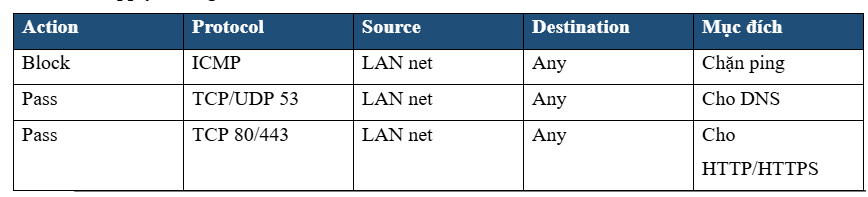 Action Protocol Source Destination Mục đích
Block ICMP LAN net Any Chặn ping
Pass TCP/UDP 53 LAN net Any Cho DNS
Pass TCP 80/443 LAN net Any Cho
HTTP/HTTPS